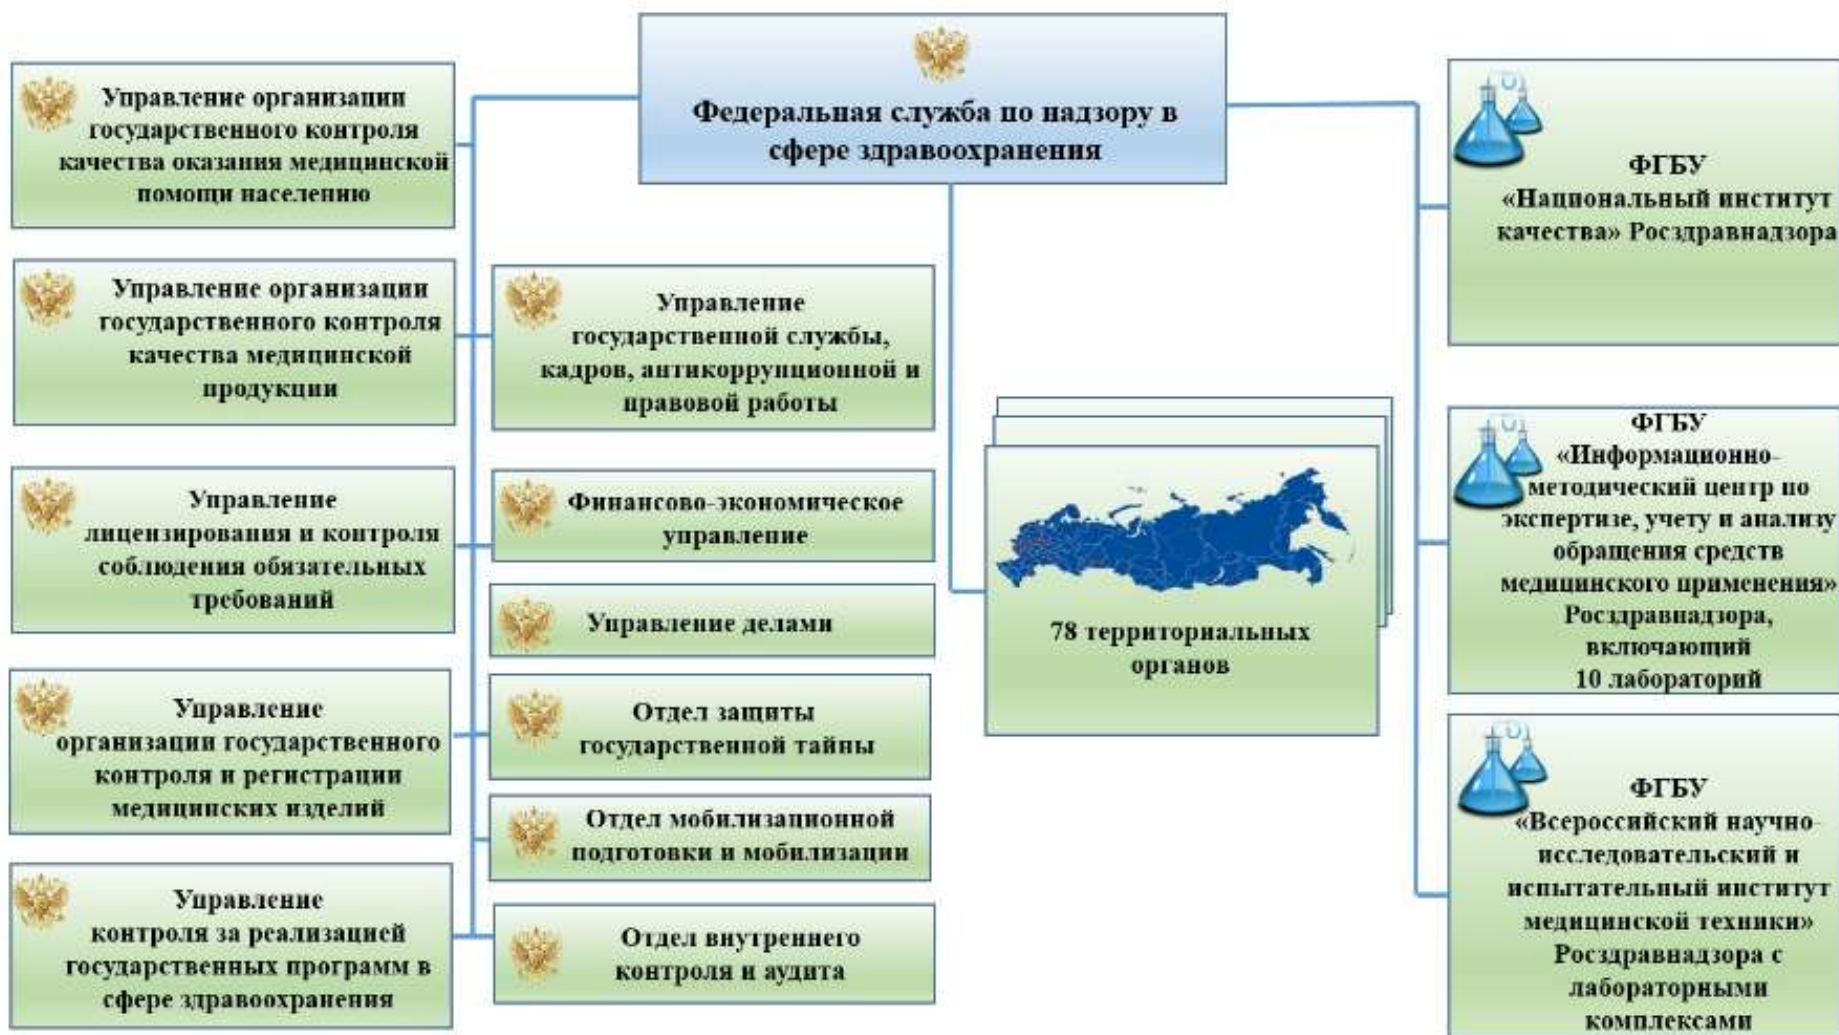 Федеральная служба по надзору в
сфере здравоохранения
Управление организации
государственного контроля
качества оказания медицинской
помощи населению
Управление организации
государственного контроля
качества медицинской
продукции
Управление
лицензирования и контроля
соблюдения обязательных
требований
Управление
организации государственного
контроля и регистрации
медицинских изделий
Управление
контроля за реализацией
государственных программ в
сфере здравоохранения
Управление
государственной службы,
кадров, антикоррупционной и
правовой работы
Финансово-экономическое
управление
Управление делами
Отдел защиты
государственной тайны
Отдел мобилизационной
подготовки и мобилизации
Отдел внутреннего
контроля и аудита
78 территориальных
органов
ФГБУ
«Национальный институт
качества» Росздравнадзора
ФГБУ
«Информационно-
методический центр по
экспертизе, учету и анализу
обращения средств
медицинского применения»
Росздравнадзора,
включающий
10 лабораторий
ФГБУ
«Всероссийский научно-
исследовательский и
испытательный институт
медицинской техники»
Росздравнадзора с
лабораторными
комплексами